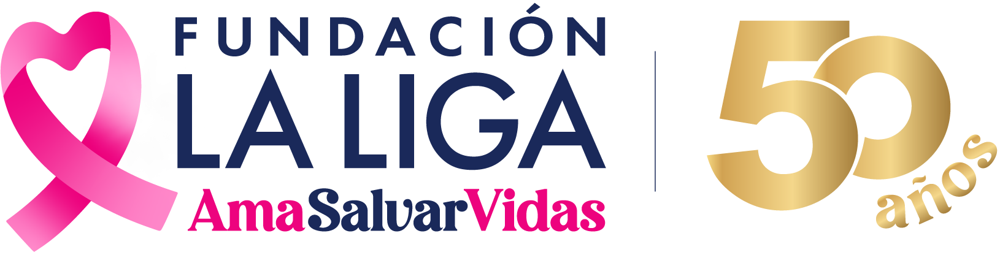 FUNDACIÓN
LA LIGA
AmaSalvarVidas
50
años